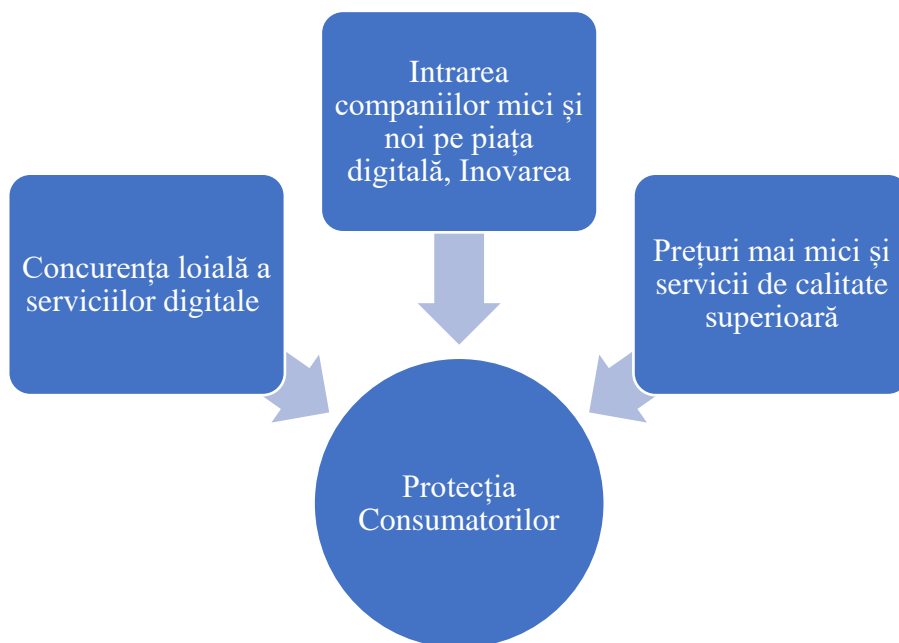 Intrarea
companiilor mici și
noi pe piața
digitală, Inovarea
Concurența loială a
serviciilor digitale
Prețuri mai mici și
servicii de calitate
superioară
Protecția
Consumatorilor